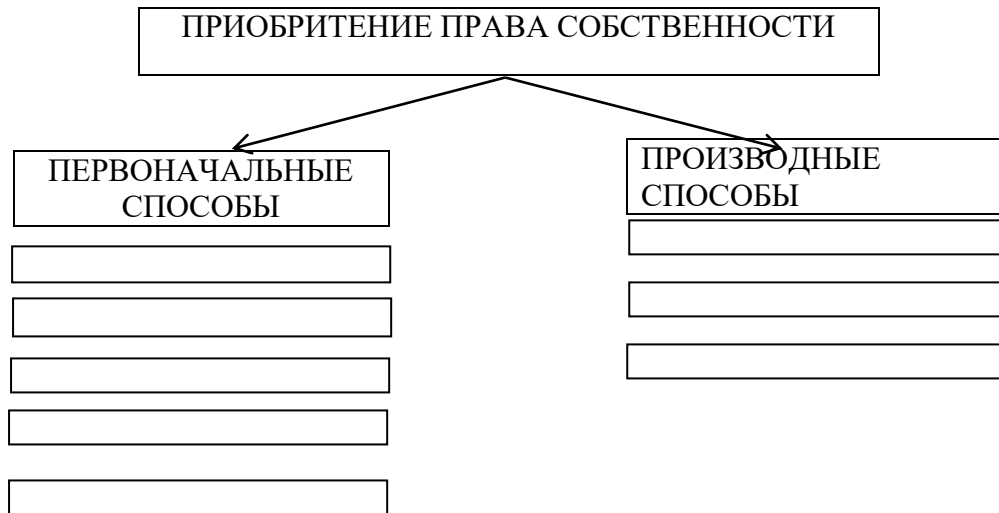 ПРИОБРИТЕНИЕ ПРАВА СОБСТВЕННОСТИ
ПЕРВОНАЧАЛЬНЫЕ
СПОСОБЫ
ПРОИЗВОДНЫЕ
СПОСОБЫ